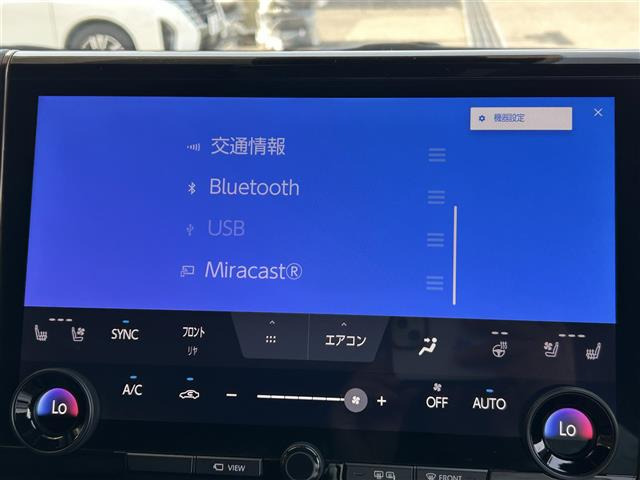 機器設定
交通情報
Bluetooth
USB
Miracast®
SYNC
フロント
リヤ
エアコン
A/C
OFF
AUTO
Lo
Lo
VIEW
FRONT